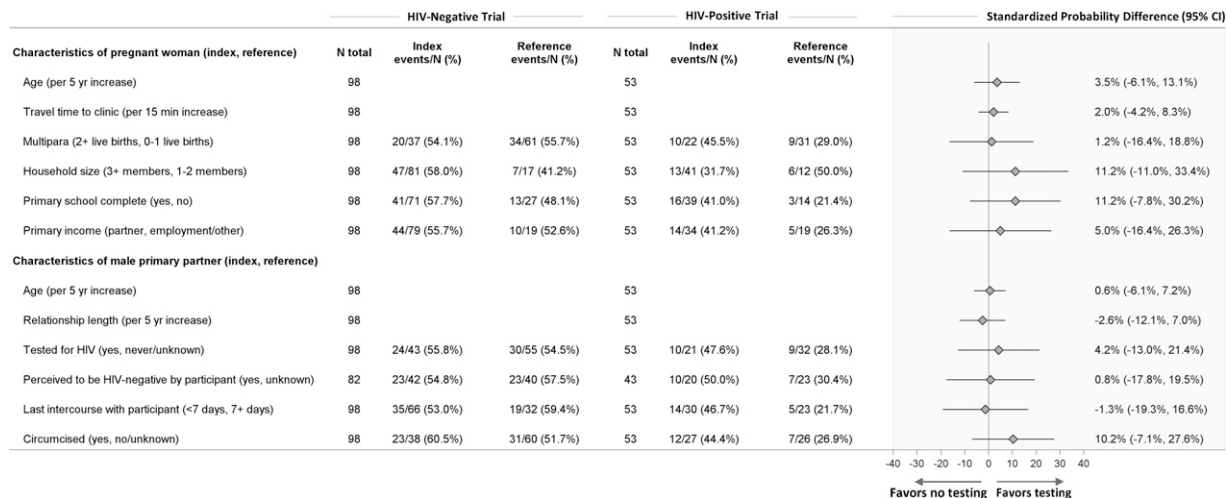 HIV-Negative Trial HIV-Positive Trial Standardized Probability Difference (95% CI)
Characteristics of pregnant woman (index, reference) N total Index events/N (%) Reference events/N (%) N total Index events/N (%) Reference events/N (%)
Age (per 5 yr increase) 98 53 3.5% (-6.1%, 13.1%)
Travel time to clinic (per 15 min increase) 98 53 2.0% (-4.2%, 8.3%)
Multipara (2+ live births, 0-1 live births) 98 20/37 (54.1%) 34/61 (55.7%) 53 10/22 (45.5%) 9/31 (29.0%) 1.2% (-16.4%, 18.8%)
Household size (3+ members, 1-2 members) 98 47/81 (58.0%) 7/17 (41.2%) 53 13/41 (31.7%) 6/12 (50.0%) 11.2% (-11.0%, 33.4%)
Primary school complete (yes, no) 98 41/71 (57.7%) 13/27 (48.1%) 53 16/39 (41.0%) 3/14 (21.4%) 11.2% (-7.8%, 30.2%)
Primary income (partner, employment/other) 98 44/79 (55.7%) 10/19 (52.6%) 53 14/34 (41.2%) 5/19 (26.3%) 5.0% (-16.4%, 26.3%)
Characteristics of male primary partner (index, reference)
Age (per 5 yr increase) 98 53 0.6% (-6.1%, 7.2%)
Relationship length (per 5 yr increase) 98 53 -2.6% (-12.1%, 7.0%)
Tested for HIV (yes, never/unknown) 98 24/43 (55.8%) 30/55 (54.5%) 53 10/21 (47.6%) 9/32 (28.1%) 4.2% (-13.0%, 21.4%)
Perceived to be HIV-negative by participant (yes, unknown) 82 23/42 (54.8%) 23/40 (57.5%) 43 10/20 (50.0%) 7/23 (30.4%) 0.8% (-17.8%, 19.5%)
Last intercourse with participant (<7 days, 7+ days) 98 35/66 (53.0%) 19/32 (59.4%) 53 14/30 (46.7%) 5/23 (21.7%) -1.3% (-19.3%, 16.6%)
Circumcised (yes, no/unknown) 98 23/38 (60.5%) 31/60 (51.7%) 53 12/27 (44.4%) 7/26 (26.9%) 10.2% (-7.1%, 27.6%)
-40 -30 -20 -10 0 10 20 30 40
Favors no testing Favors testing